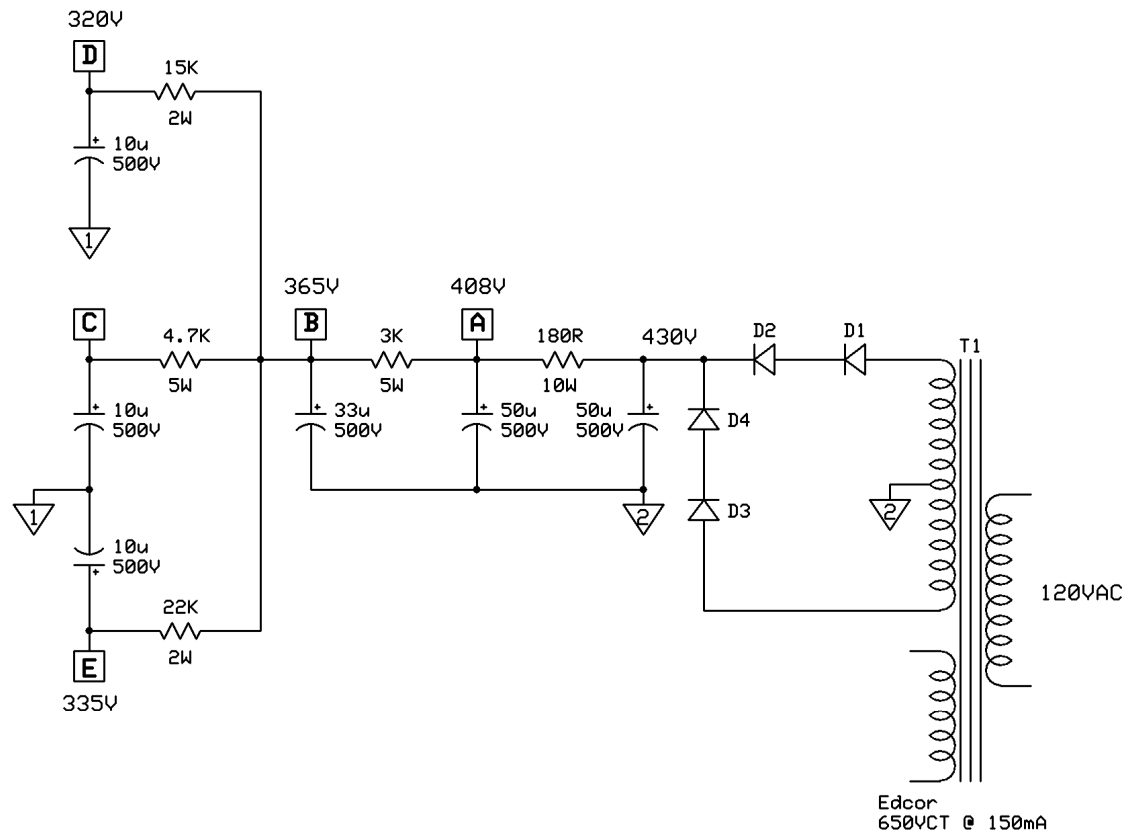 320V
D
15K
2W
10u
500V
1
365V
408V
C
4.7K
5W
B
3K
5W
A
180R
10W
430V
D2
D1
T1
10u
500V
33u
500V
50u
500V
50u
500V
D4
1
2
D3
2
10u
500V
120VAC
22K
2W
E
335V
Edcor
650VCT @ 150mA